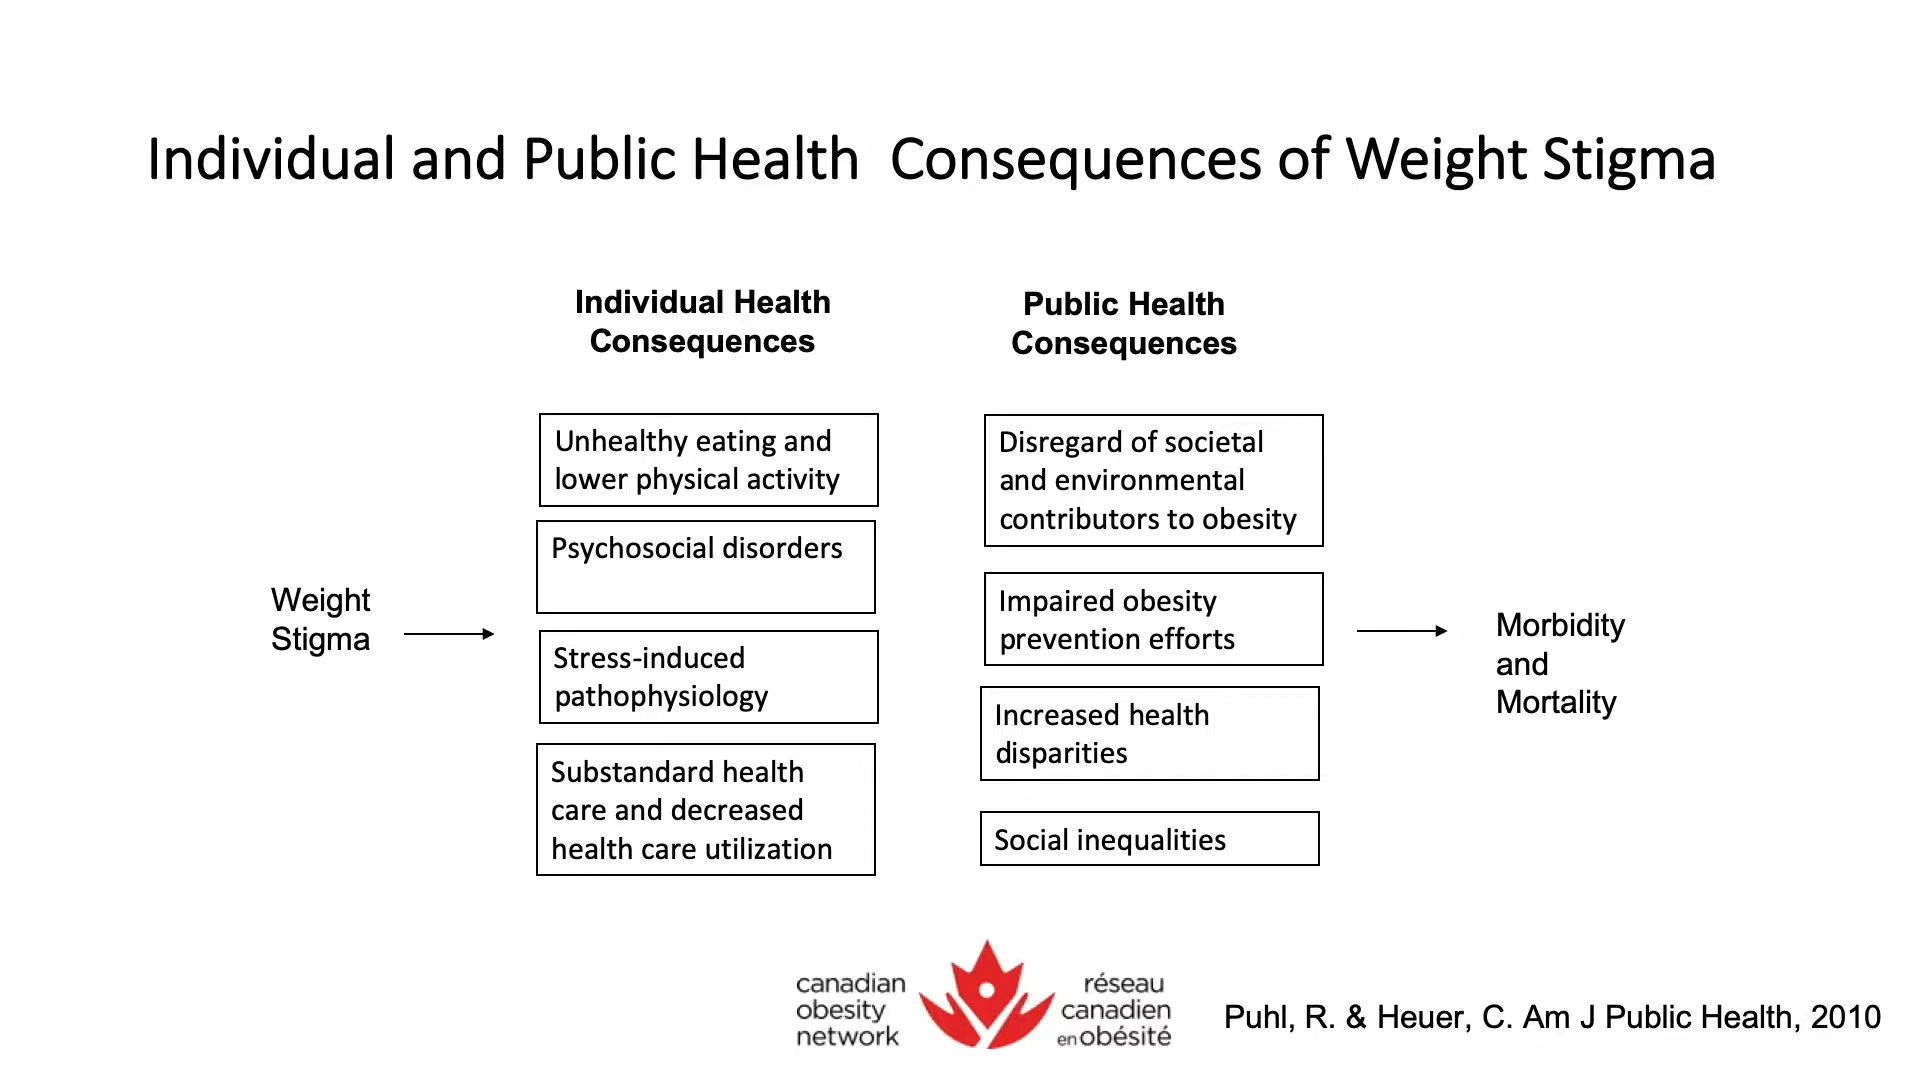 Individual and Public Health  Consequences of Weight Stigma
Individual Health
Consequences
Public Health
Consequences
Weight
Stigma
Unhealthy eating and
lower physical activity
Psychosocial disorders
Stress-induced
pathophysiology
Substandard health
care and decreased
health care utilization
Disregard of societal
and environmental
contributors to obesity
Impaired obesity
prevention efforts
Increased health
disparities
Social inequalities
Morbidity
and
Mortality
canadian
obesity
network
réseau
canadien
en obésité
Puhl, R. & Heuer, C. Am J Public Health, 2010